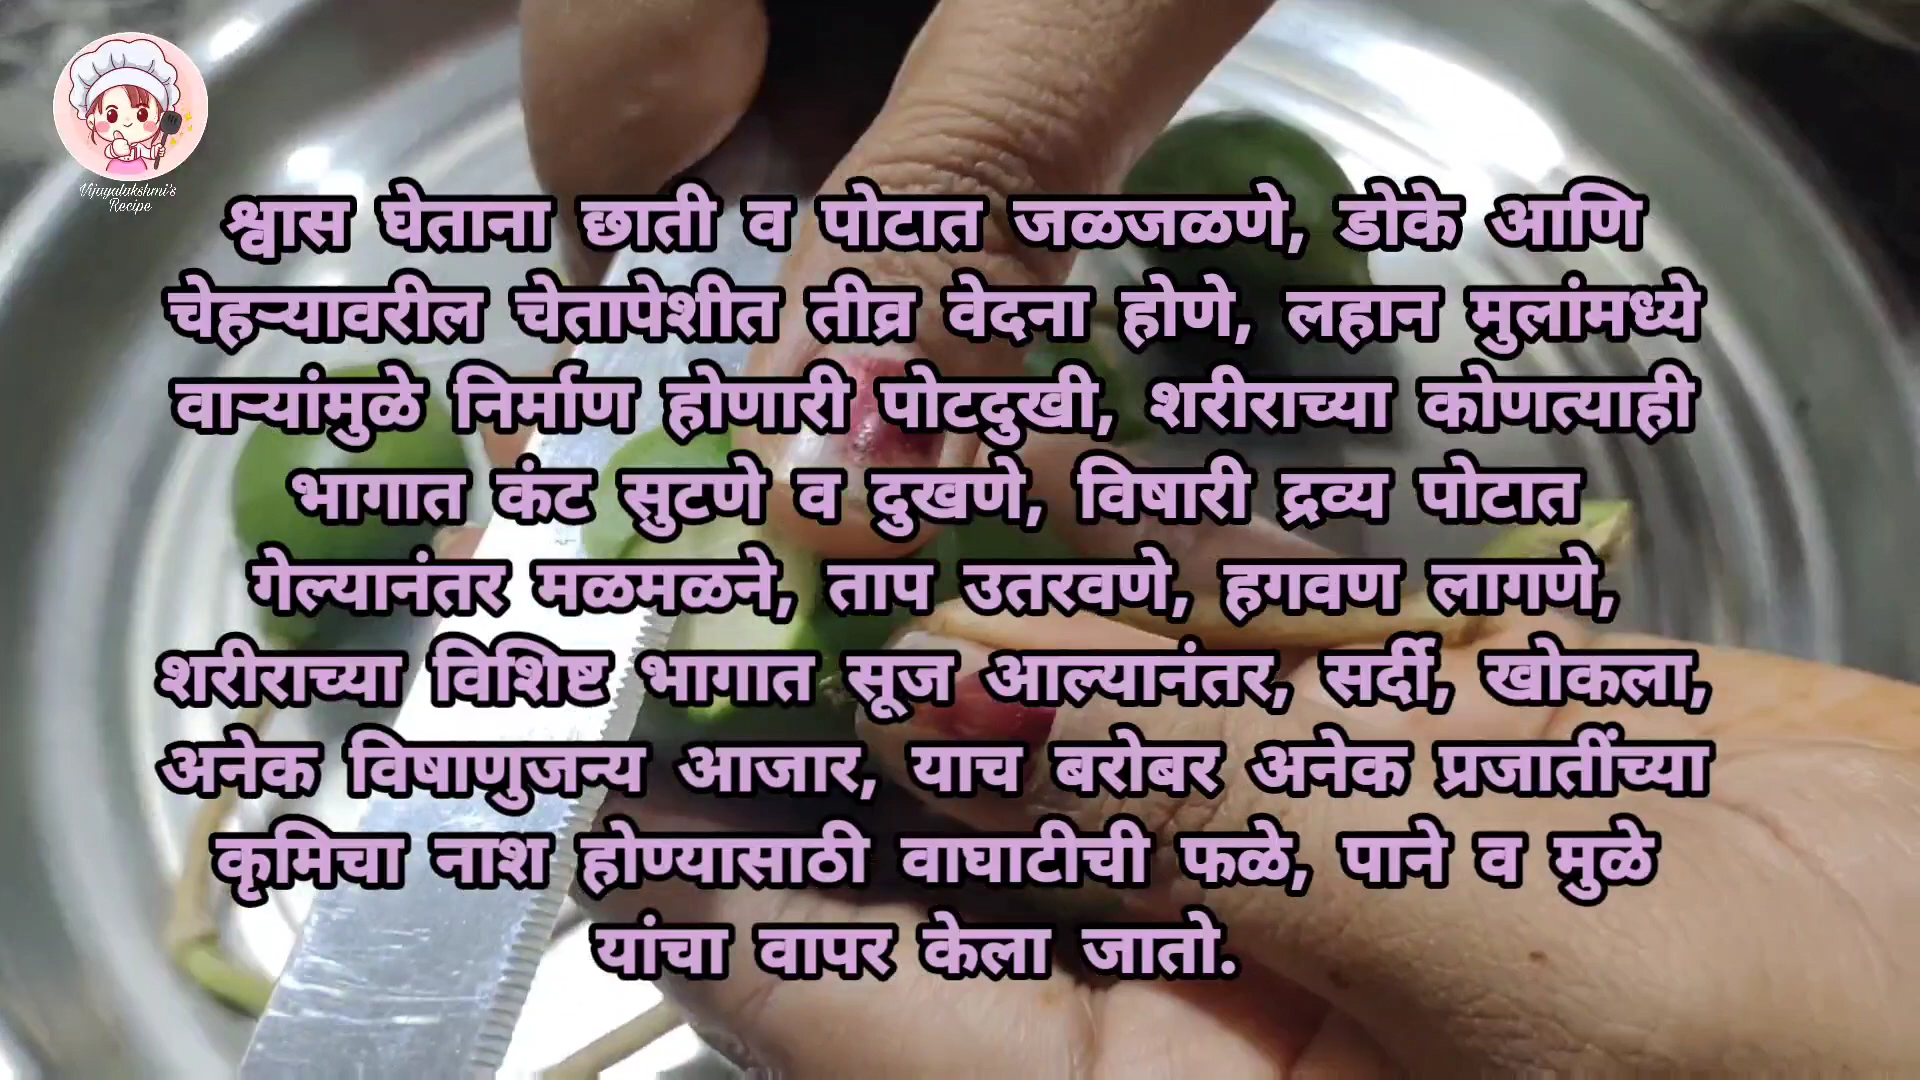 Vijayalakshmi's
Recipe
श्वास घेताना छाती व पोटात जळजळणे, डोके आणि
चेहऱ्यावरील चेतापेशीत तीव्र वेदना होणे, लहान मुलांमध्ये
वाऱ्यांमुळे निर्माण होणारी पोटदुखी, शरीराच्या कोणत्याही
भागात कंट सुटणे व दुखणे, विषारी द्रव्य पोटात
गेल्यानंतर मळमळने, ताप उतरवणे, हगवण लागणे,
शरीराच्या विशिष्ट भागात सूज आल्यानंतर, सर्दी, खोकला,
अनेक विषाणुजन्य आजार, याच बरोबर अनेक प्रजातींच्या
कृमिचा नाश होण्यासाठी वाघाटीची फळे, पाने व मुळे
यांचा वापर केला जातो.